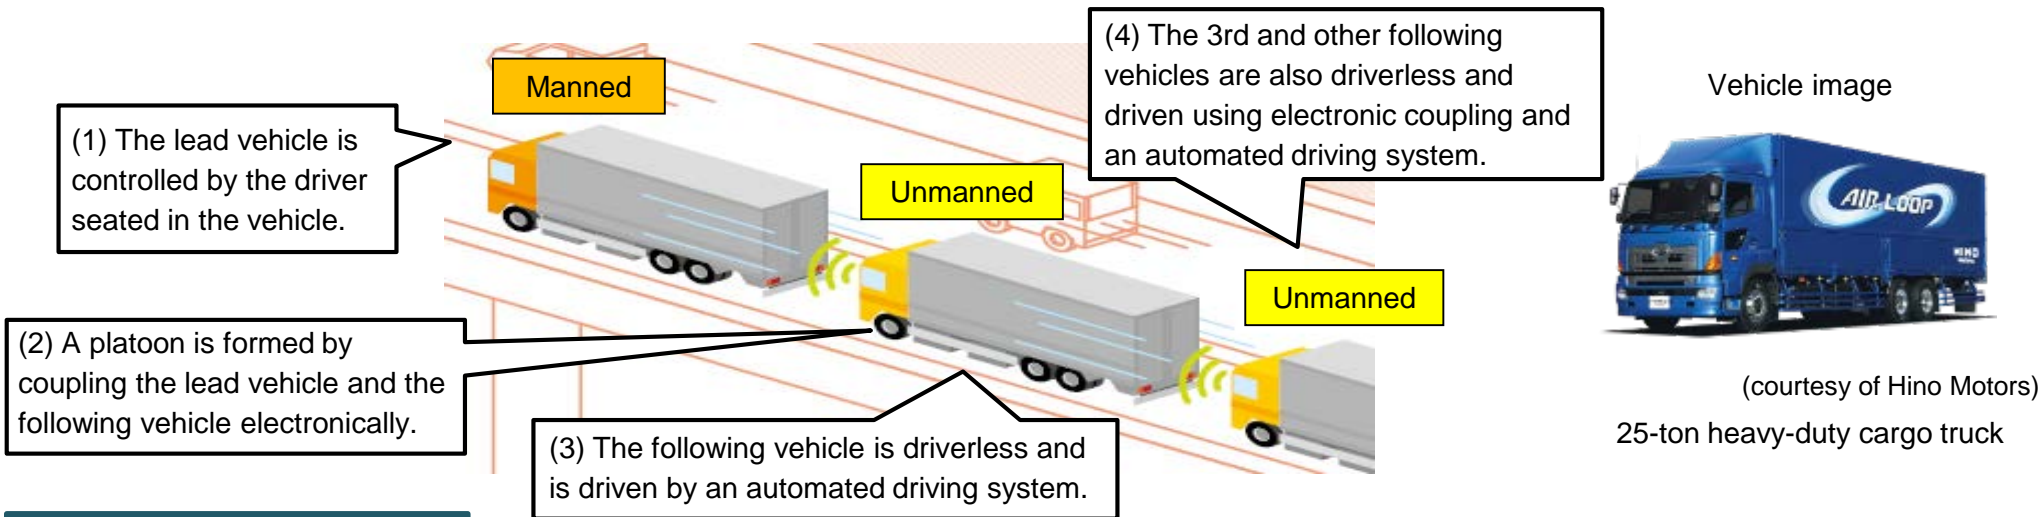 Manned
(1) The lead vehicle is
controlled by the driver
seated in the vehicle.
Unmanned
(4) The 3rd and other following
vehicles are also driverless and
driven using electronic coupling and
an automated driving system.
Unmanned
(2) A platoon is formed by
coupling the lead vehicle and the
following vehicle electronically.
(3) The following vehicle is driverless and
is driven by an automated driving system.
Vehicle image
AIR LOOP
HINO
(courtesy of Hino Motors)
25-ton heavy-duty cargo truck